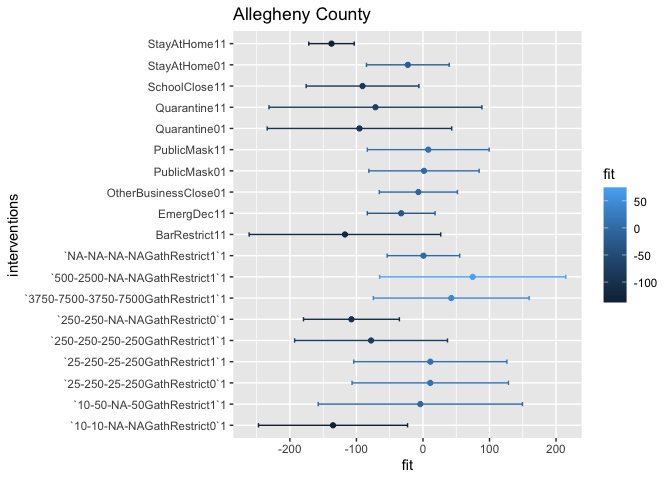 Allegheny County
StayAtHome11
StayAtHome01
SchoolClose11
Quarantine11
Quarantine01
PublicMask11
PublicMask01
OtherBusinessClose01
EmergDec11
BarRestrict11
`NA-NA-NA-NAGathRestrict1`1
`500-2500-NA-NAGathRestrict1`1
`3750-7500-3750-7500GathRestrict1`1
`250-250-NA-NAGathRestrict0`1
`250-250-250-250GathRestrict1`1
`25-250-25-250GathRestrict1`1
`25-250-25-250GathRestrict0`1
`10-50-NA-50GathRestrict1`1
`10-10-NA-NAGathRestrict0`1
interventions
-200 -100 0 100 200
fit
fit
50
0
-50
-100